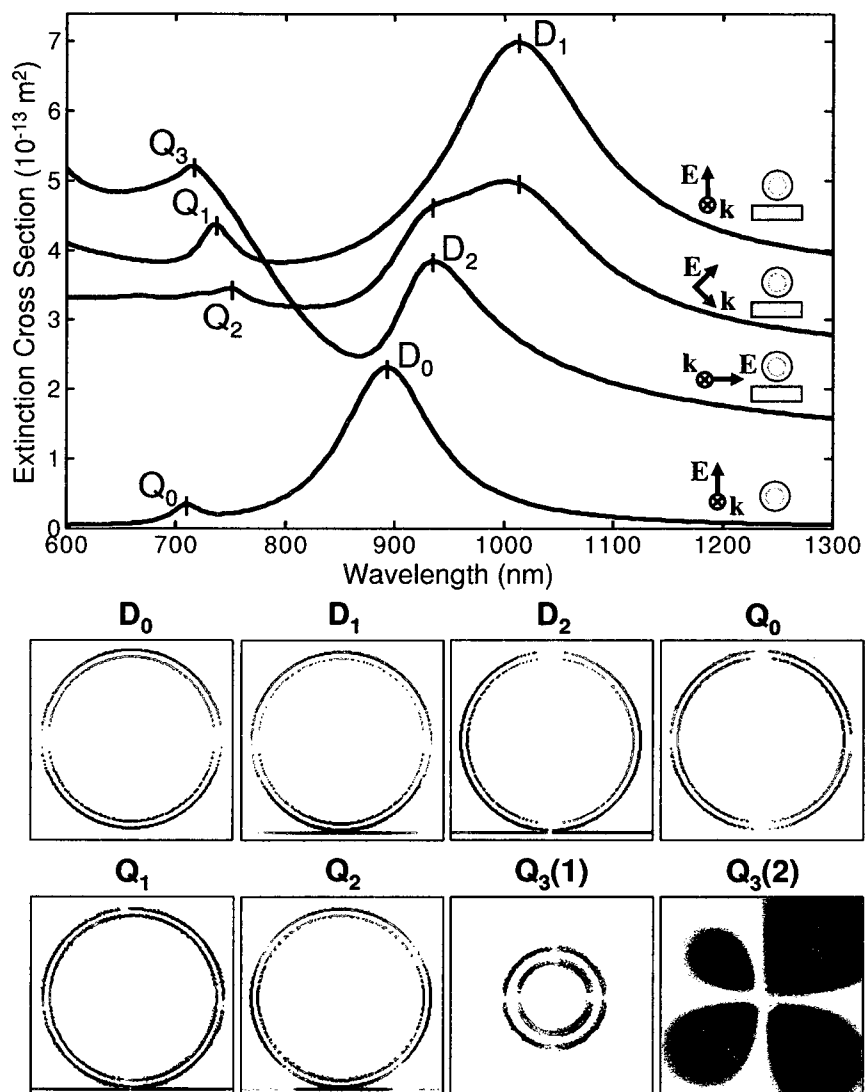 Extinction Cross Section (10⁻¹³ m²)
7
6
5
4
3
2
1
0
D₁
Q₃
Q₁
D₂
Q₂
D₀
Q₀
E
k
E
k
k
E
E
k
600 700 800 900 1000 1100 1200 1300
Wavelength (nm)
D₀ D₁ D₂ Q₀
Q₁ Q₂ Q₃(1) Q₃(2)